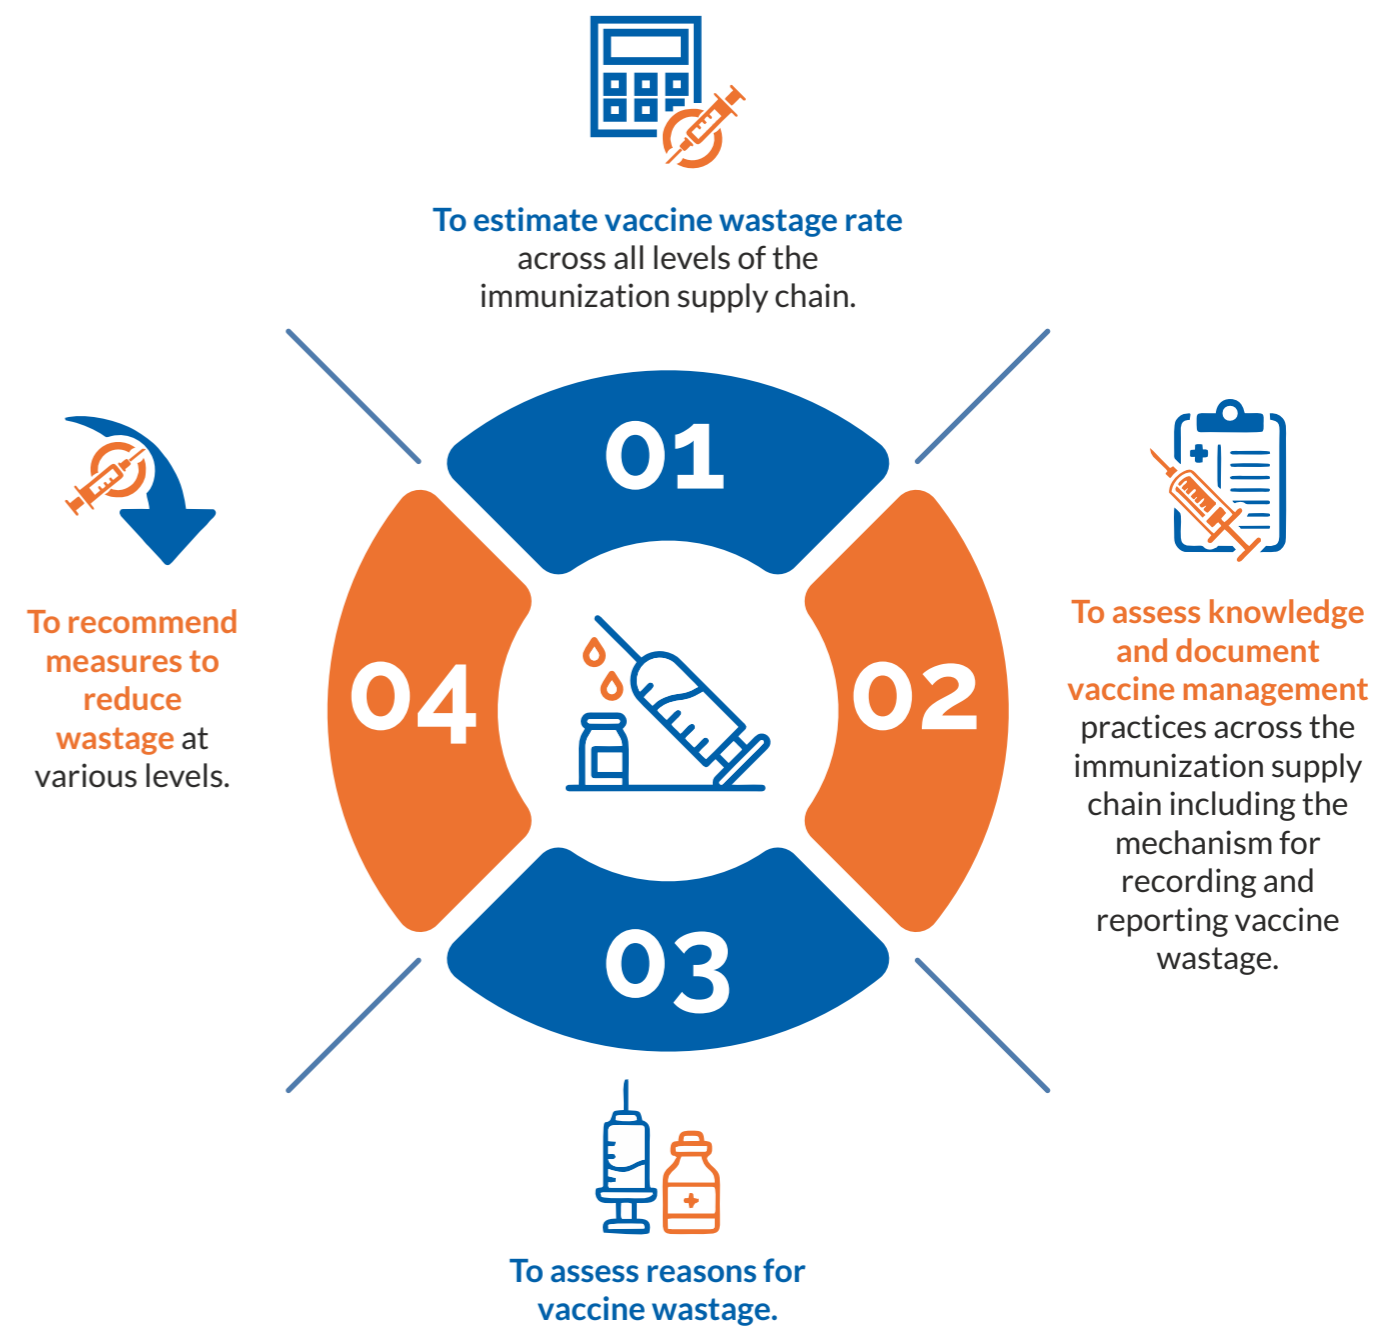 To estimate vaccine wastage rate
across all levels of the
immunization supply chain.
01
02
To assess knowledge
and document
vaccine management
practices across the
immunization supply
chain including the
mechanism for
recording and
reporting vaccine
wastage.
03
To assess reasons for
vaccine wastage.
04
To recommend
measures to
reduce
wastage at
various levels.